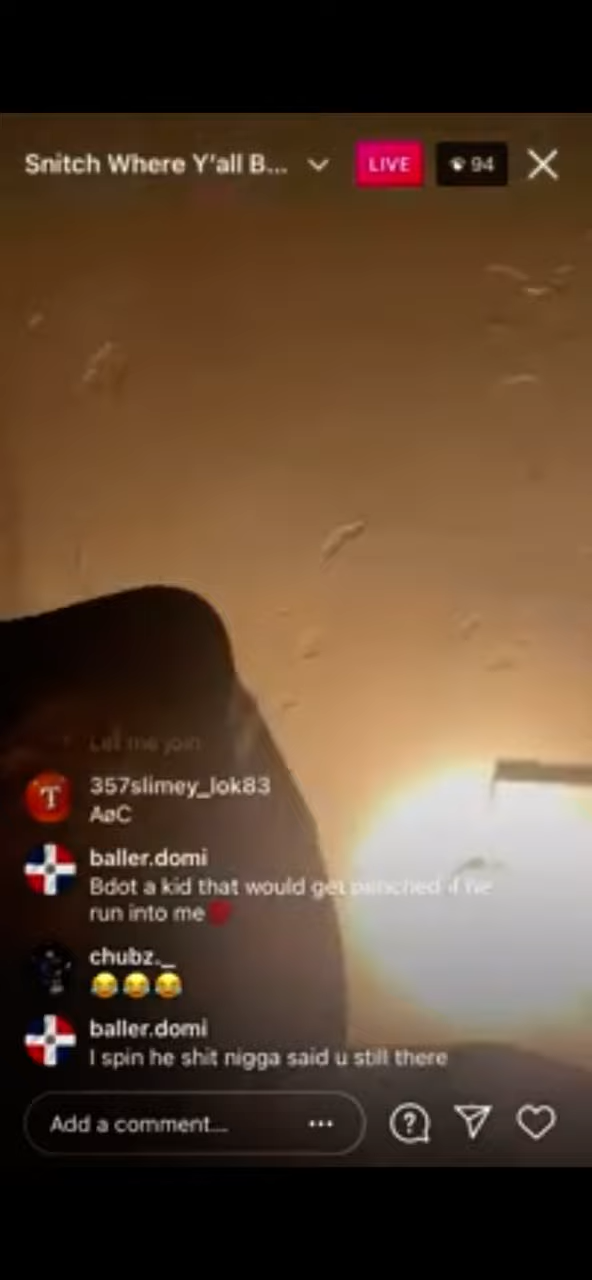 Snitch Where Y'all B...
LIVE
94
Let me join
357slimey_lok83
AøC
baller.domi
Bdot a kid that would get punched if he
run into me
chubz._
😂😂😂
baller.domi
I spin he shit nigga said u still there
Add a comment...